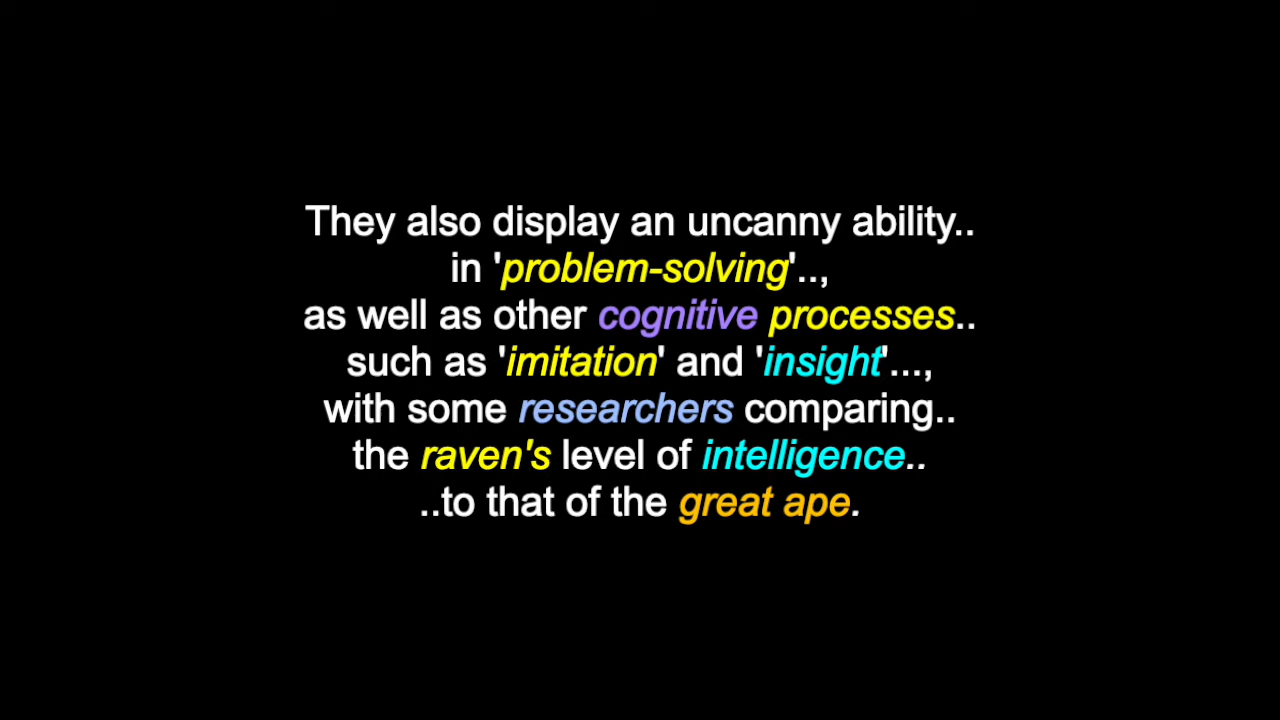 They also display an uncanny ability..
in 'problem-solving'..,
as well as other cognitive processes..
such as 'imitation' and 'insight'...,
with some researchers comparing..
the raven's level of intelligence..
..to that of the great ape.